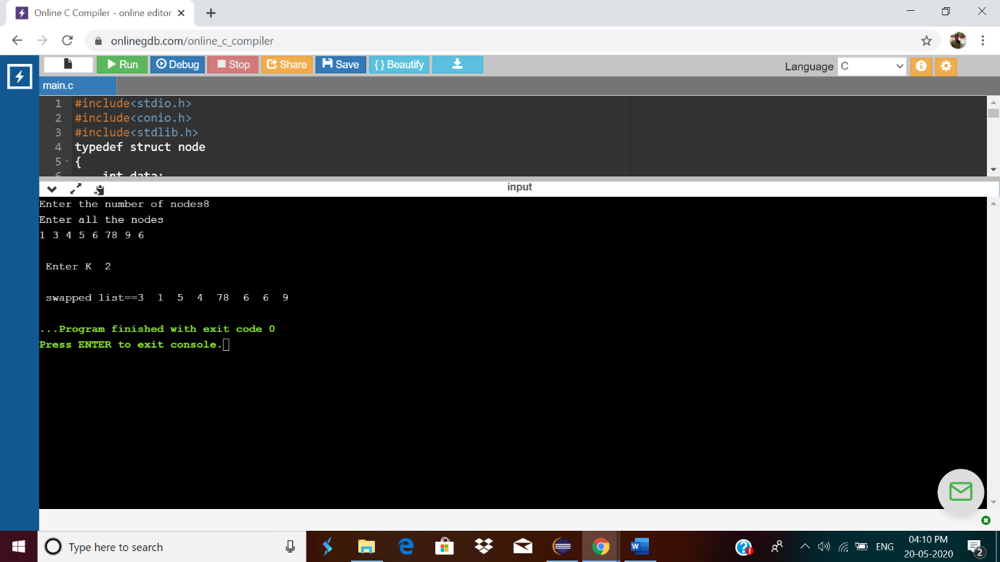 Online C Compiler - online editor
onlinegdb.com/online_c_compiler
Run Debug Stop Share Save {} Beautify
Language C
main.c
1 #include<stdio.h>
2 #include<conio.h>
3 #include<stdlib.h>
4 typedef struct node
5 {
6 int data;
input
Enter the number of nodes8
Enter all the nodes
1 3 4 5 6 78 9 6
Enter K 2
swapped list==3 1 5 4 78 6 6 9
...Program finished with exit code 0
Press ENTER to exit console.
Type here to search
ENG
04:10 PM
20-05-2020
2